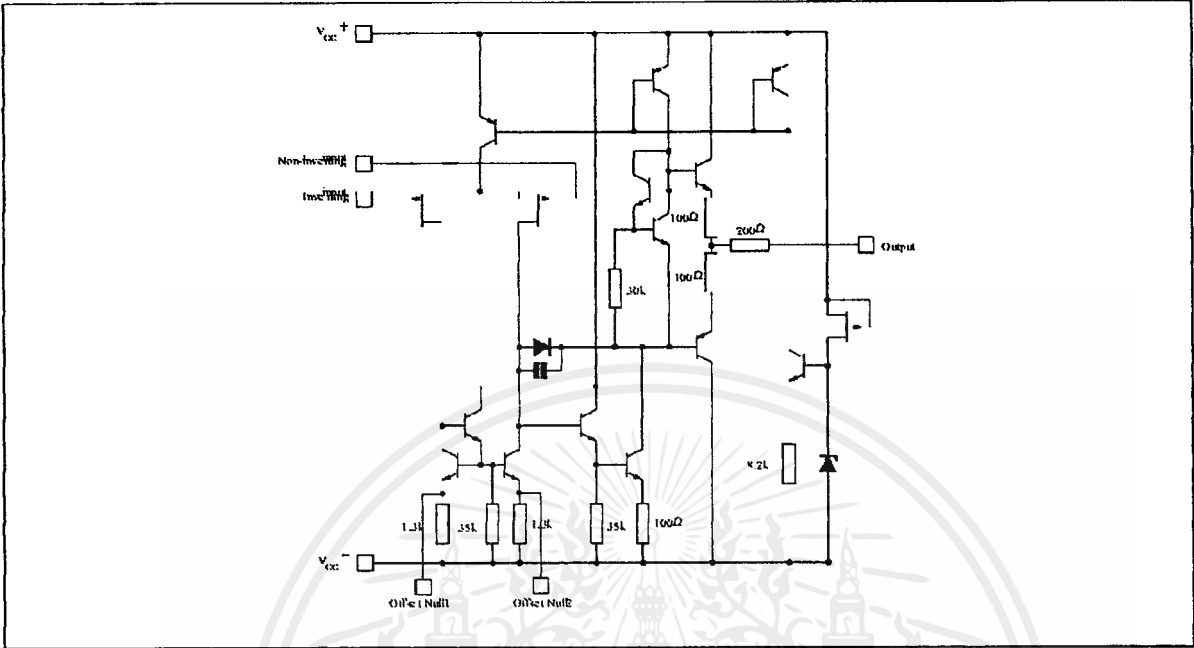 VCC +
Non-inverting input
Inverting input
100Ω
200Ω
Output
100Ω
30k
8.2k
1.3k
35k
1.3k
35k
100Ω
VCC −
Offset Null1
Offset Null2